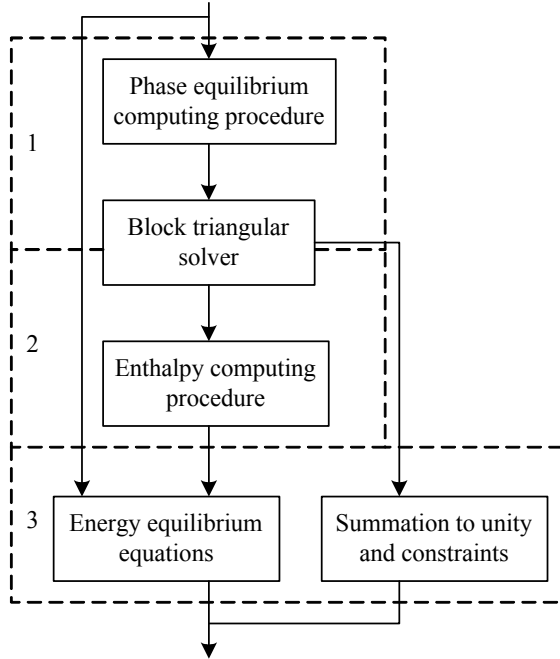 Phase equilibrium
computing procedure
1
Block triangular
solver
2
Enthalpy computing
procedure
3
Energy equilibrium
equations
Summation to unity
and constraints